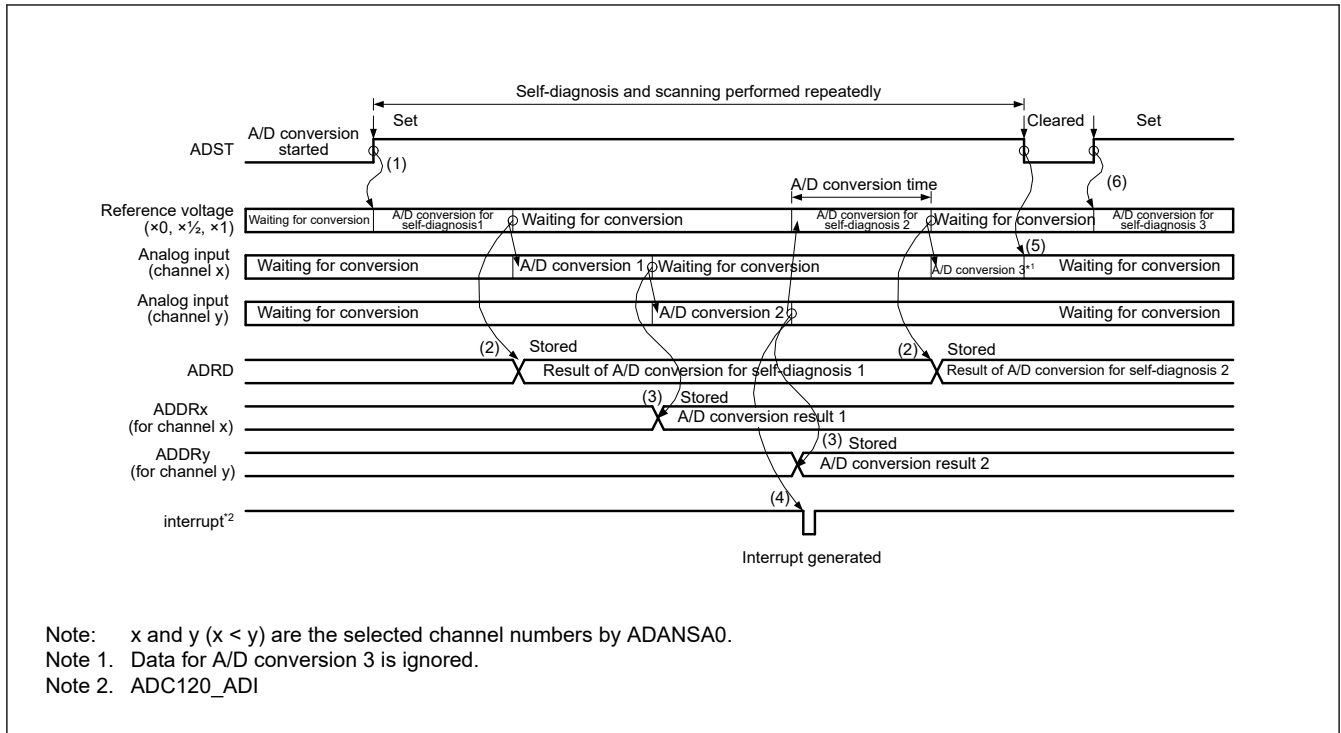 Self-diagnosis and scanning performed repeatedly
A/D conversion
started
Set
Cleared
Set
ADST
(1)
(6)
A/D conversion time
Reference voltage
(×0, ×½, ×1)
Waiting for conversion
A/D conversion for
self-diagnosis1
Waiting for conversion
A/D conversion for
self-diagnosis 2
Waiting for conversion
A/D conversion for
self-diagnosis 3
(5)
Analog input
(channel x)
Waiting for conversion
A/D conversion 1
Waiting for conversion
A/D conversion 3*1
Waiting for conversion
Analog input
(channel y)
Waiting for conversion
A/D conversion 2
Waiting for conversion
(2)
Stored
(2)
Stored
ADRD
Result of A/D conversion for self-diagnosis 1
Result of A/D conversion for self-diagnosis 2
(3)
Stored
ADDRx
(for channel x)
A/D conversion result 1
(3)
Stored
ADDRy
(for channel y)
A/D conversion result 2
(4)
interrupt*2
Interrupt generated
Note: x and y (x < y) are the selected channel numbers by ADANSA0.
Note 1. Data for A/D conversion 3 is ignored.
Note 2. ADC120_ADI